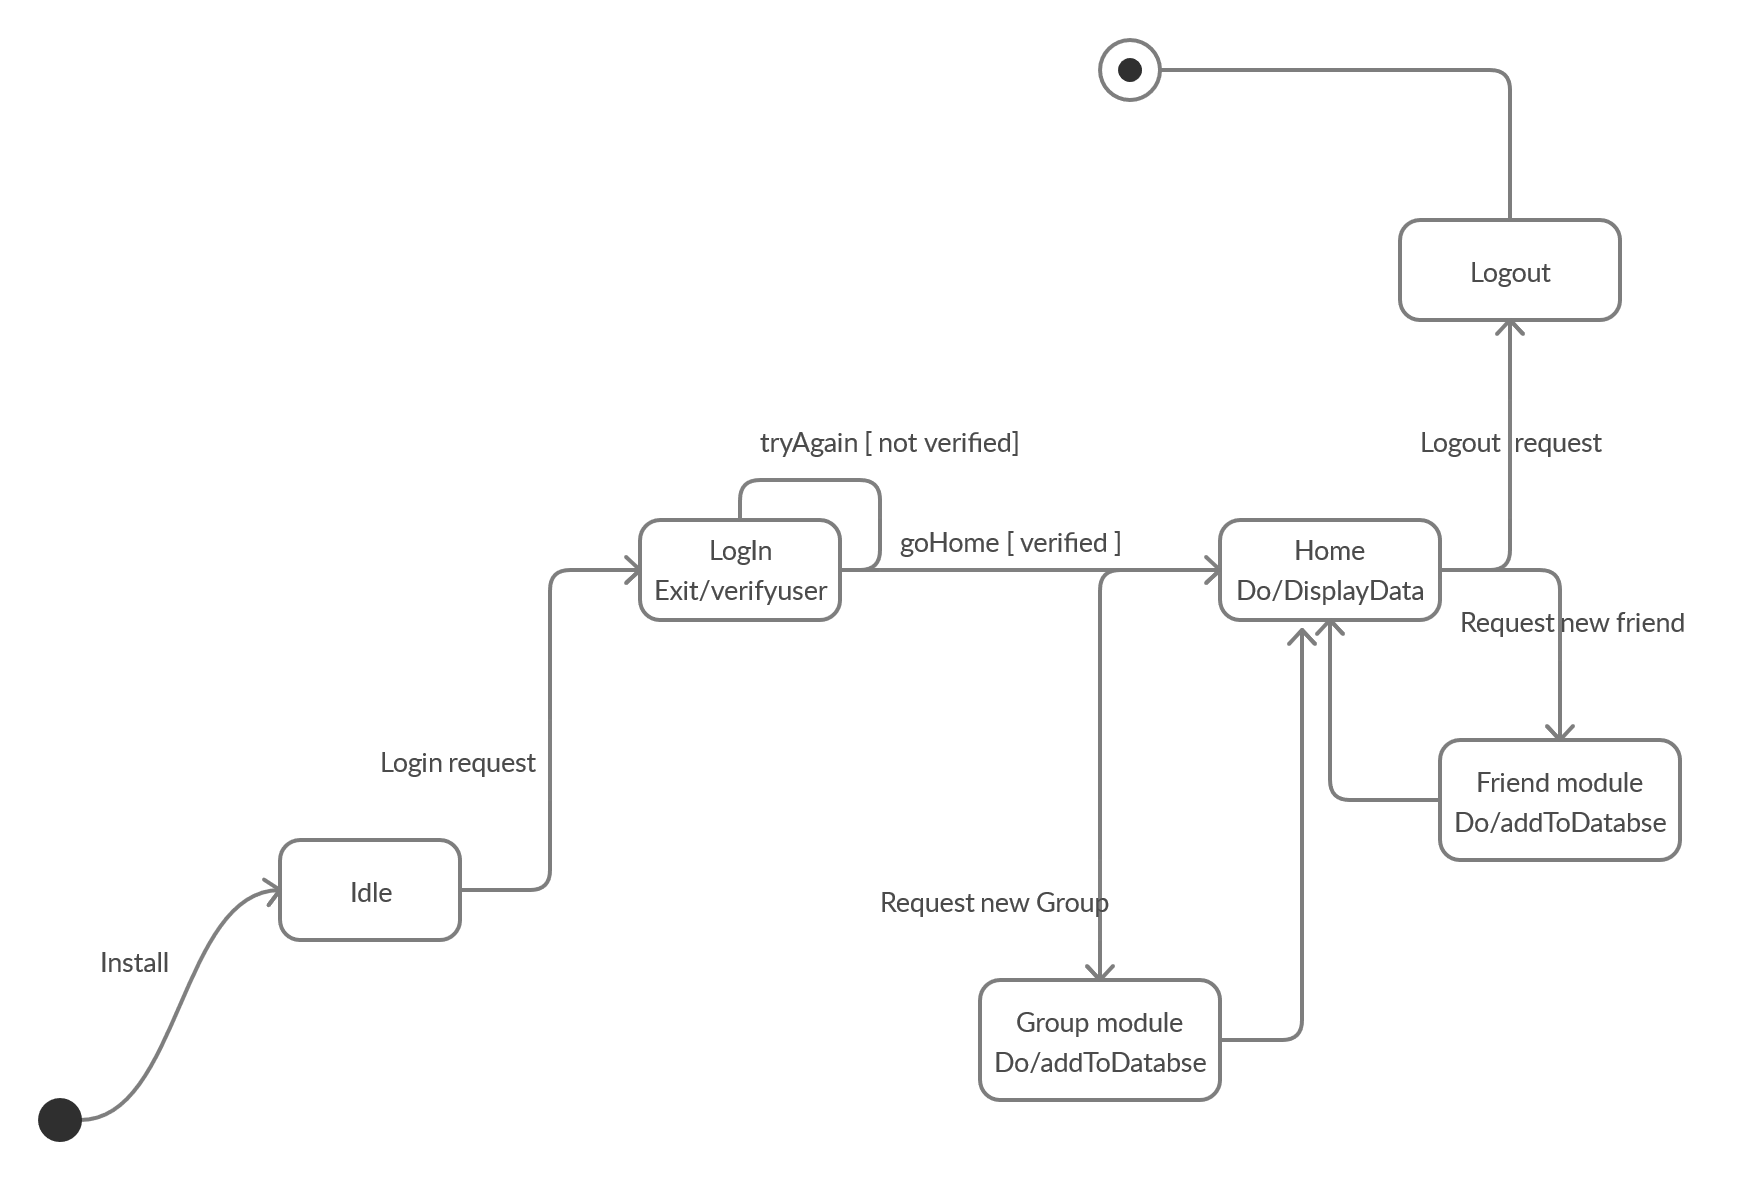 Logout
Logout request
tryAgain [ not verified]
goHome [ verified ]
LogIn
Exit/verifyuser
Home
Do/DisplayData
Request new friend
Login request
Friend module
Do/addToDatabse
Idle
Request new Group
Install
Group module
Do/addToDatabse